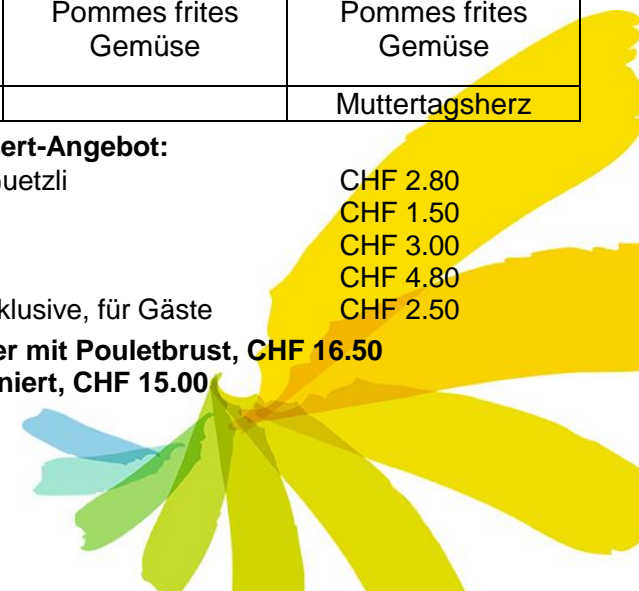 Pommes frites Pommes frites
Gemüse Gemüse
Muttertagsherz
ert-Angebot:
uetzli CHF 2.80
CHF 1.50
CHF 3.00
CHF 4.80
klusive, für Gäste CHF 2.50
er mit Pouletbrust, CHF 16.50
niert, CHF 15.00